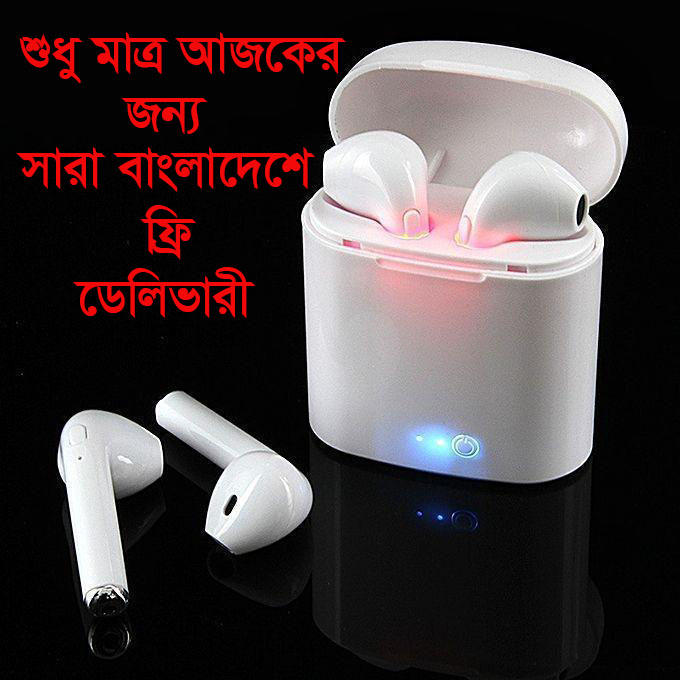 শুধু মাত্র আজকের
জন্য
সারা বাংলাদেশে
ফ্রি
ডেলিভারী